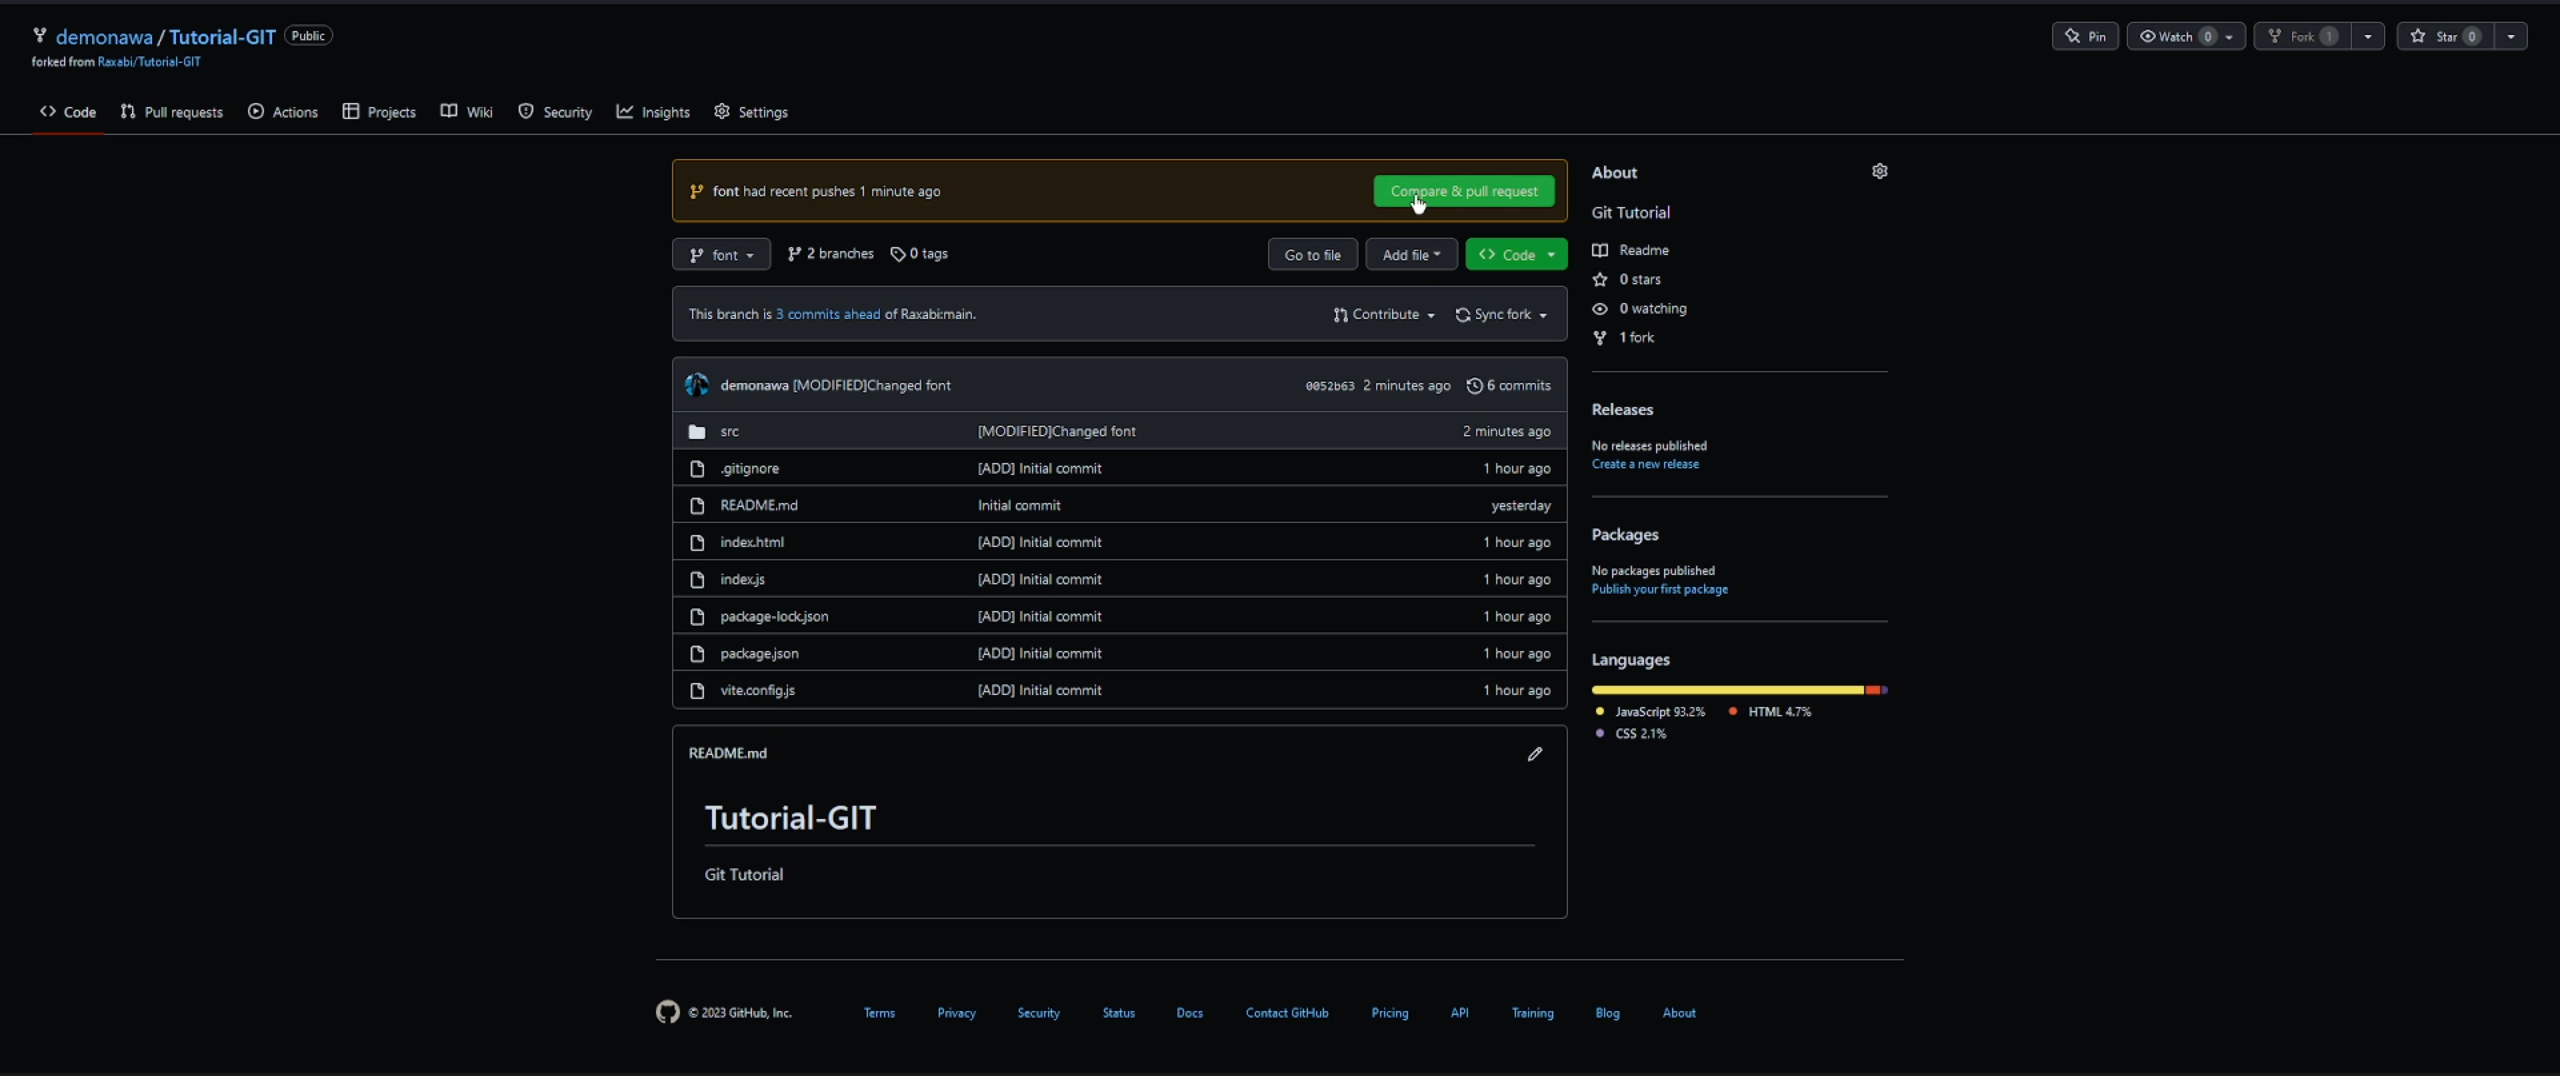 demonawa / Tutorial-GIT Public
Pin Watch 0 Fork 1 Star 0
forked from Raxabi/Tutorial-GIT
Code Pull requests Actions Projects Wiki Security Insights Settings
font had recent pushes 1 minute ago Compare & pull request
font 2 branches 0 tags Go to file Add file Code
This branch is 3 commits ahead of Raxabi:main. Contribute Sync fork
demonawa [MODIFIED]Changed font 0052b63 2 minutes ago 6 commits
src [MODIFIED]Changed font 2 minutes ago
.gitignore [ADD] Initial commit 1 hour ago
README.md Initial commit yesterday
index.html [ADD] Initial commit 1 hour ago
index.js [ADD] Initial commit 1 hour ago
package-lock.json [ADD] Initial commit 1 hour ago
package.json [ADD] Initial commit 1 hour ago
vite.config.js [ADD] Initial commit 1 hour ago
README.md
Tutorial-GIT
Git Tutorial
About
Git Tutorial
Readme
0 stars
0 watching
1 fork
Releases
No releases published
Create a new release
Packages
No packages published
Publish your first package
Languages
JavaScript 93.2% HTML 4.7%
CSS 2.1%
© 2023 GitHub, Inc. Terms Privacy Security Status Docs Contact GitHub Pricing API Training Blog About